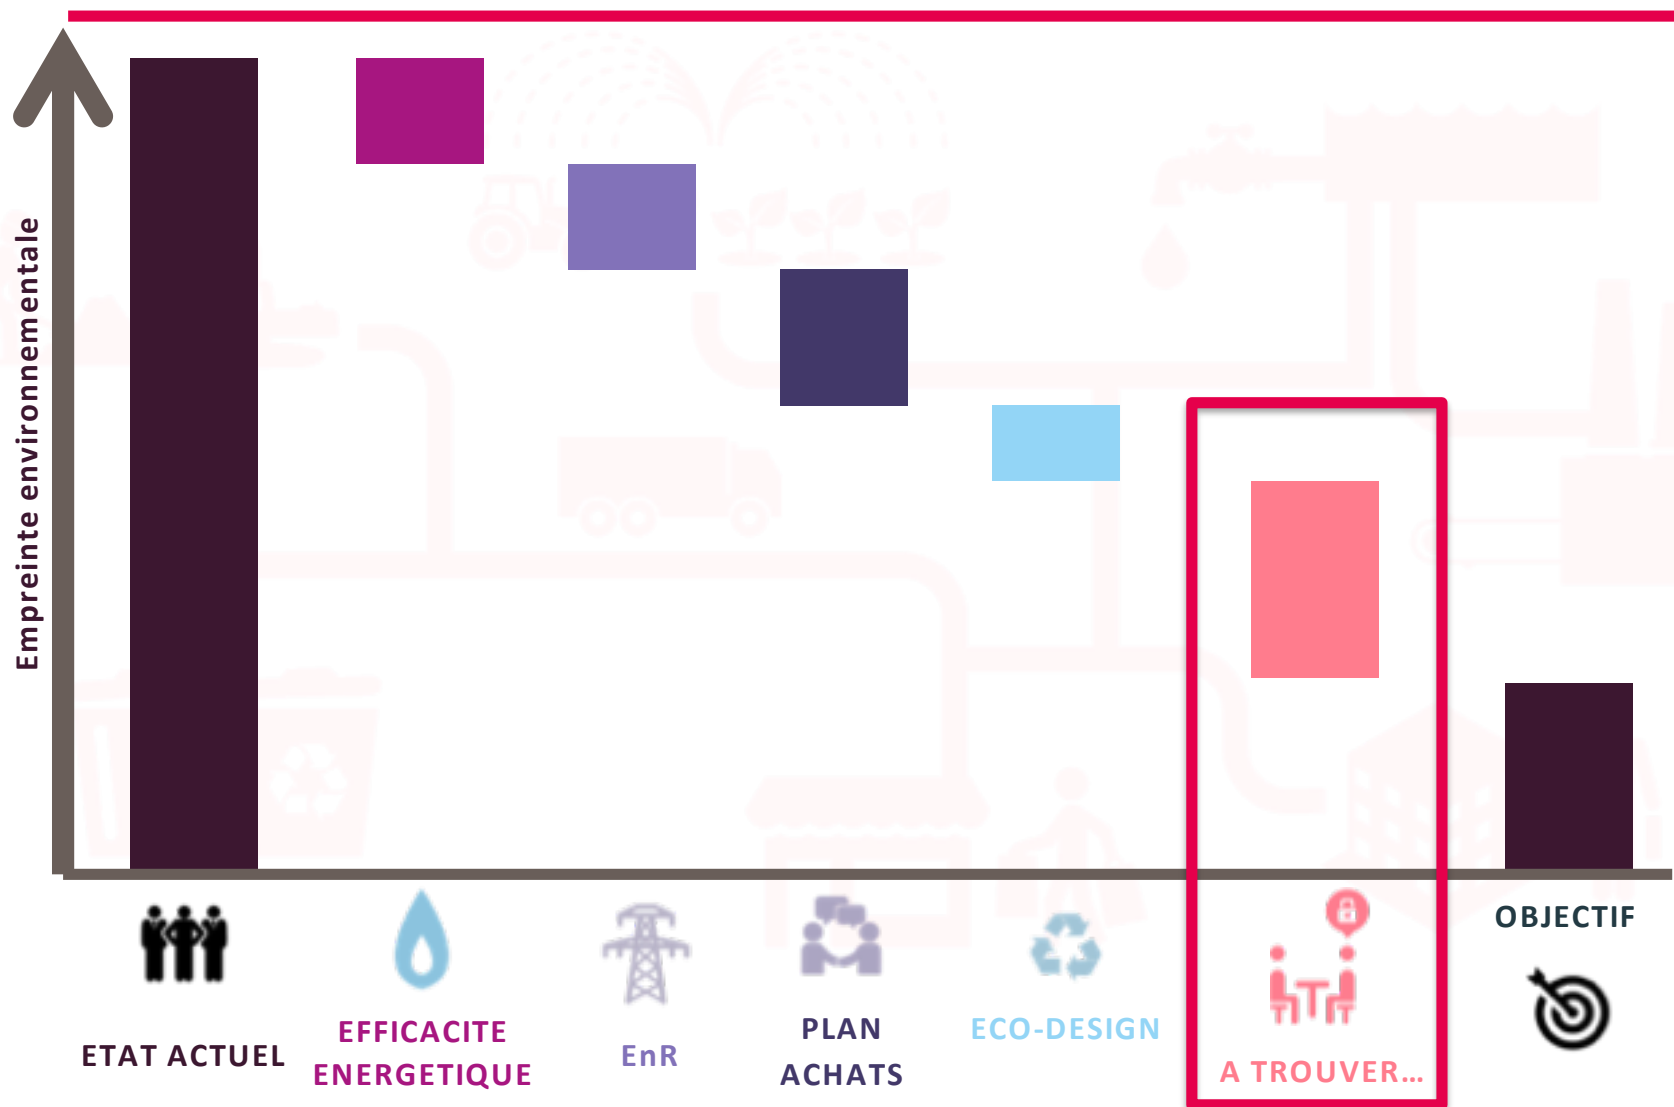 Empreinte environnementale
ETAT ACTUEL
EFFICACITE
ENERGETIQUE
EnR
PLAN
ACHATS
ECO-DESIGN
A TROUVER...
OBJECTIF